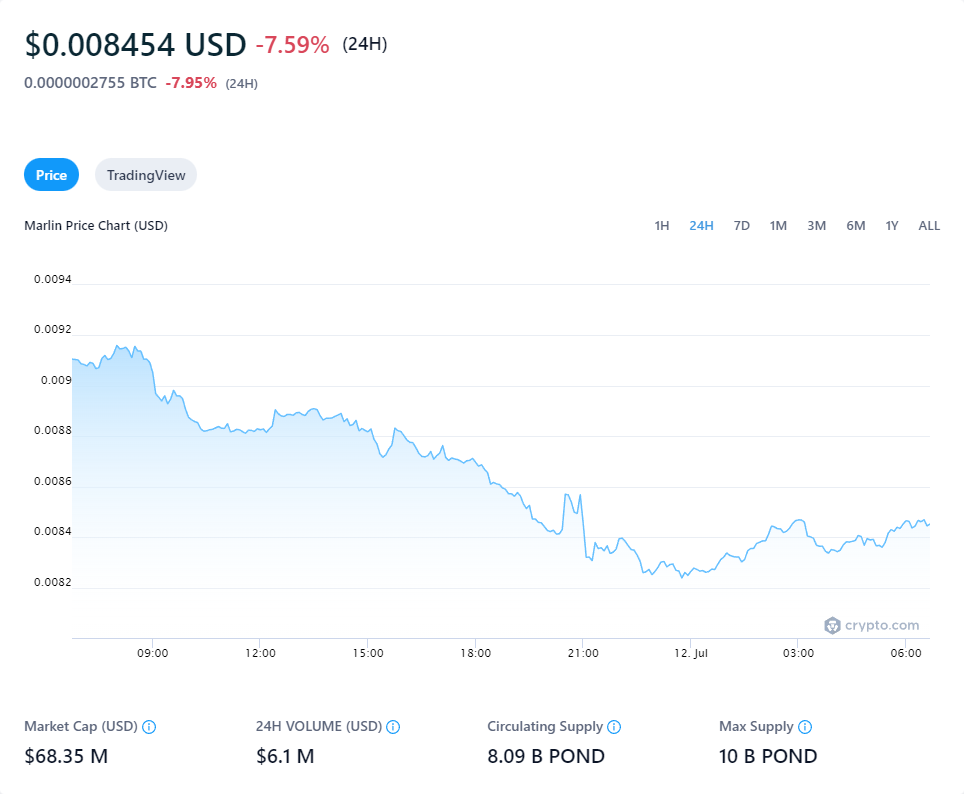 $0.008454 USD -7.59% (24H)
0.0000002755 BTC -7.95% (24H)
Price TradingView
Marlin Price Chart (USD) 1H 24H 7D 1M 3M 6M 1Y ALL
0.0094
0.0092
0.009
0.0088
0.0086
0.0084
0.0082
crypto.com
09:00 12:00 15:00 18:00 21:00 12. Jul 03:00 06:00
Market Cap (USD) 24H VOLUME (USD) Circulating Supply Max Supply
$68.35 M $6.1 M 8.09 B POND 10 B POND